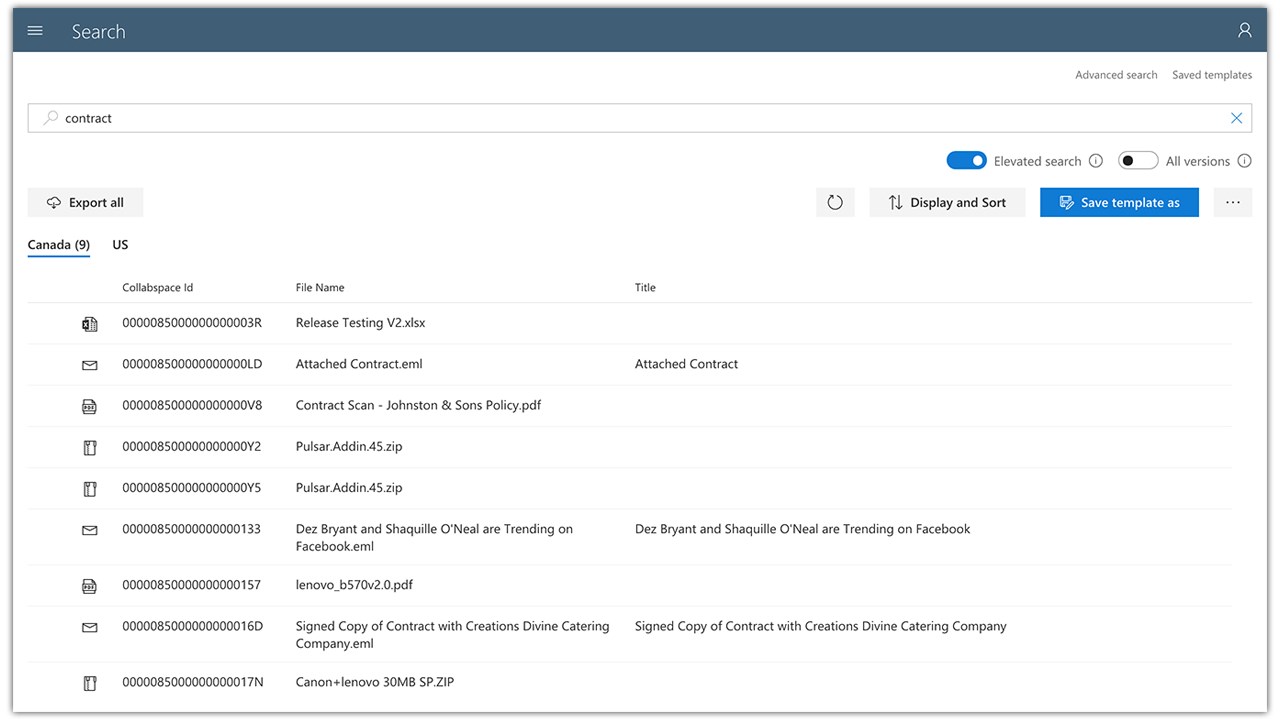 Search
Advanced search Saved templates
contract
Elevated search All versions
Export all Display and Sort Save template as ...
Canada (9) US
Collabspace Id File Name Title
0000085000000000003R Release Testing V2.xlsx
000008500000000000LD Attached Contract.eml Attached Contract
000008500000000000V8 Contract Scan - Johnston & Sons Policy.pdf
000008500000000000Y2 Pulsar.Addin.45.zip
000008500000000000Y5 Pulsar.Addin.45.zip
00000850000000000133 Dez Bryant and Shaquille O'Neal are Trending on Dez Bryant and Shaquille O'Neal are Trending on Facebook
Facebook.eml
00000850000000000157 lenovo_b570v2.0.pdf
0000085000000000016D Signed Copy of Contract with Creations Divine Catering Signed Copy of Contract with Creations Divine Catering Company
Company.eml
0000085000000000017N Canon+lenovo 30MB SP.ZIP